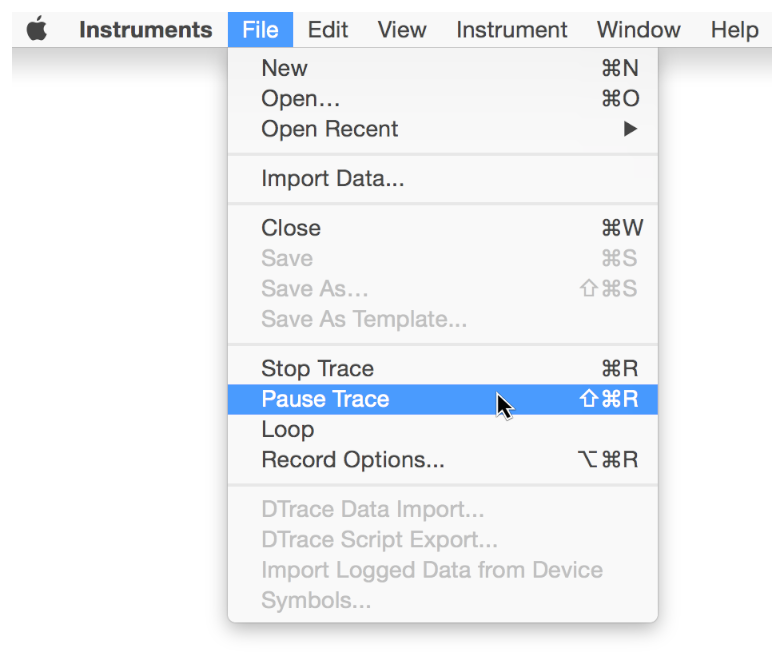 Instruments File Edit View Instrument Window Help
New ⌘N
Open… ⌘O
Open Recent ▶
Import Data...
Close ⌘W
Save ⌘S
Save As… ⇧⌘S
Save As Template...
Stop Trace ⌘R
Pause Trace ⇧⌘R
Loop
Record Options... ⌥⌘R
DTrace Data Import...
DTrace Script Export...
Import Logged Data from Device
Symbols...